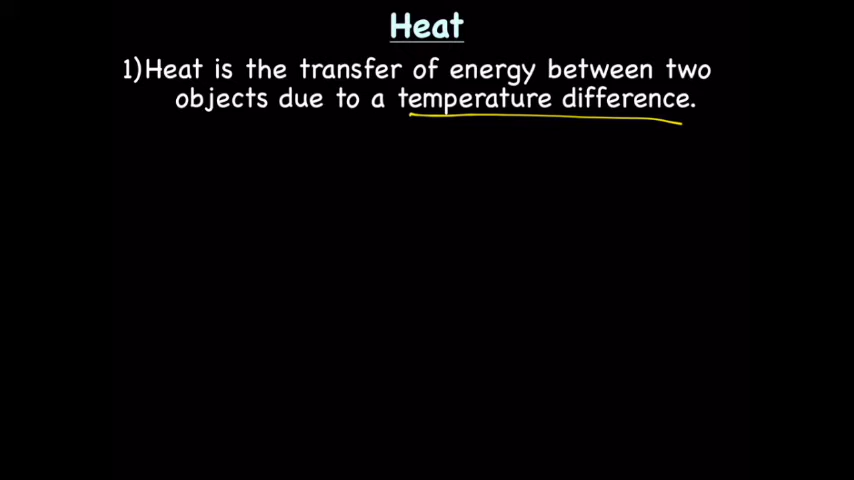 Heat
1)Heat is the transfer of energy between two
objects due to a temperature difference.